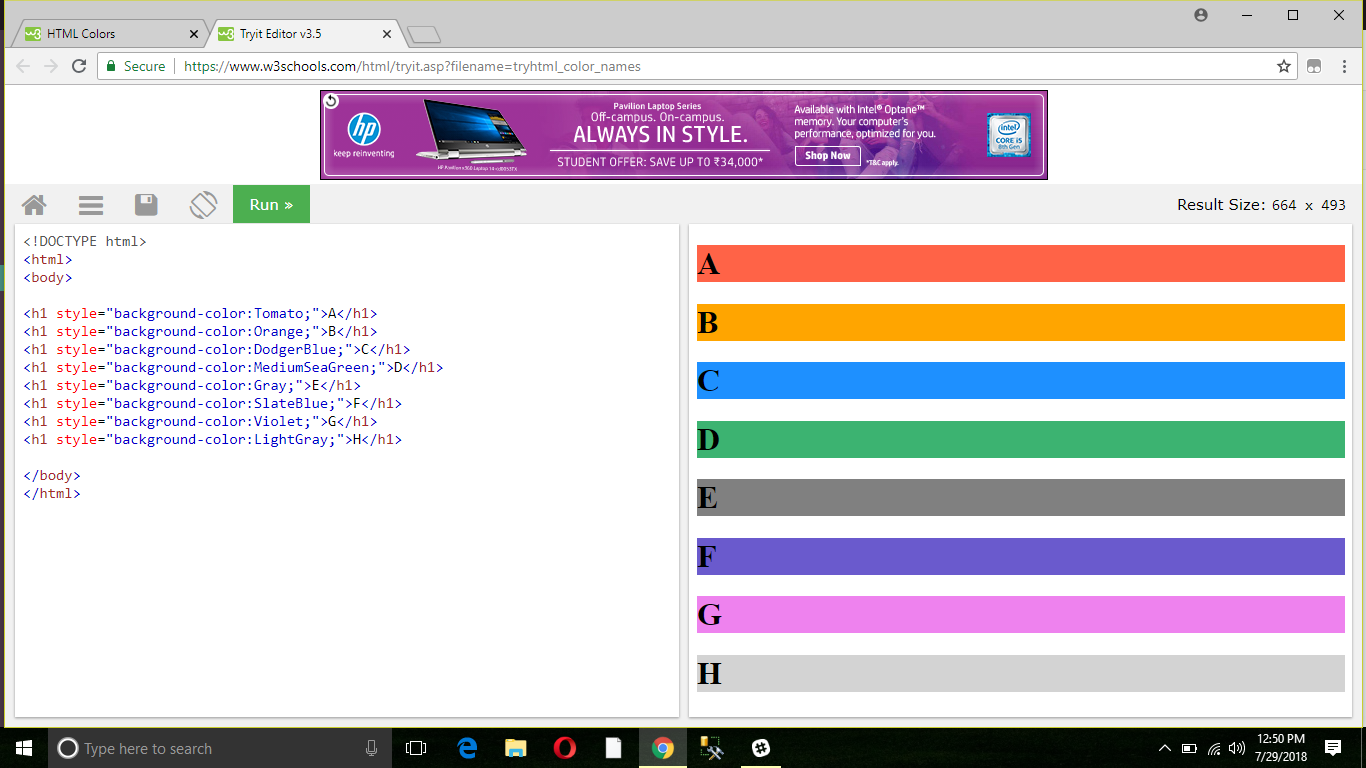 HTML Colors
Tryit Editor v3.5
Secure
https://www.w3schools.com/html/tryit.asp?filename=tryhtml_color_names
hp
keep reinventing
Pavilion Laptop Series
Off-campus. On-campus.
ALWAYS IN STYLE.
STUDENT OFFER: SAVE UP TO ₹34,000*
Available with Intel® Optane™
memory. Your computer's
performance, optimized for you.
Shop Now
*T&C apply.
intel
CORE i5
8th Gen
Run »
Result Size: 664 x 493
<!DOCTYPE html>
<html>
<body>
<h1 style="background-color:Tomato;">A</h1>
<h1 style="background-color:Orange;">B</h1>
<h1 style="background-color:DodgerBlue;">C</h1>
<h1 style="background-color:MediumSeaGreen;">D</h1>
<h1 style="background-color:Gray;">E</h1>
<h1 style="background-color:SlateBlue;">F</h1>
<h1 style="background-color:Violet;">G</h1>
<h1 style="background-color:LightGray;">H</h1>
</body>
</html>
A
B
C
D
E
F
G
H
Type here to search
12:50 PM
7/29/2018